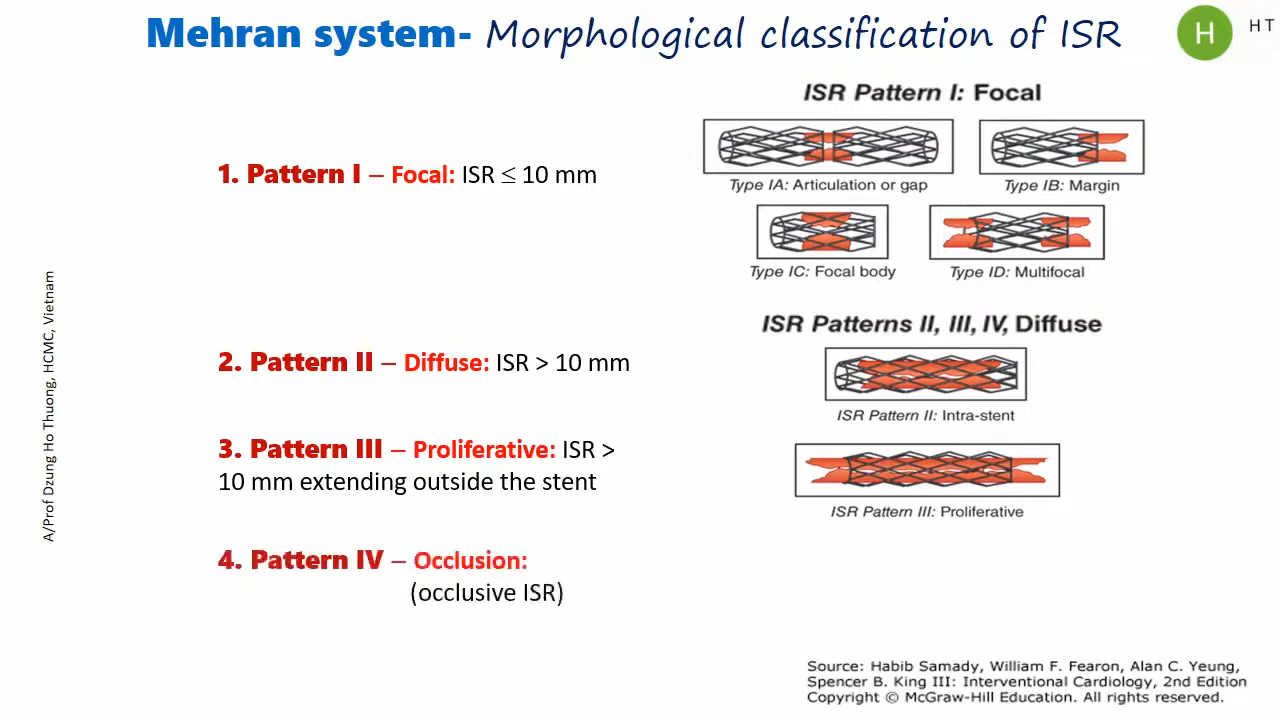 Mehran system- Morphological classification of ISR
H
HT
ISR Pattern I: Focal
Type IA: Articulation or gap
Type IB: Margin
Type IC: Focal body
Type ID: Multifocal
1. Pattern I – Focal: ISR ≤ 10 mm
ISR Patterns II, III, IV, Diffuse
2. Pattern II – Diffuse: ISR > 10 mm
ISR Pattern II: Intra-stent
3. Pattern III – Proliferative: ISR >
10 mm extending outside the stent
ISR Pattern III: Proliferative
4. Pattern IV – Occlusion:
(occlusive ISR)
A/Prof Dzung Ho Thuong, HCMC, Vietnam
Source: Habib Samady, William F. Fearon, Alan C. Yeung,
Spencer B. King III: Interventional Cardiology, 2nd Edition
Copyright © McGraw-Hill Education. All rights reserved.